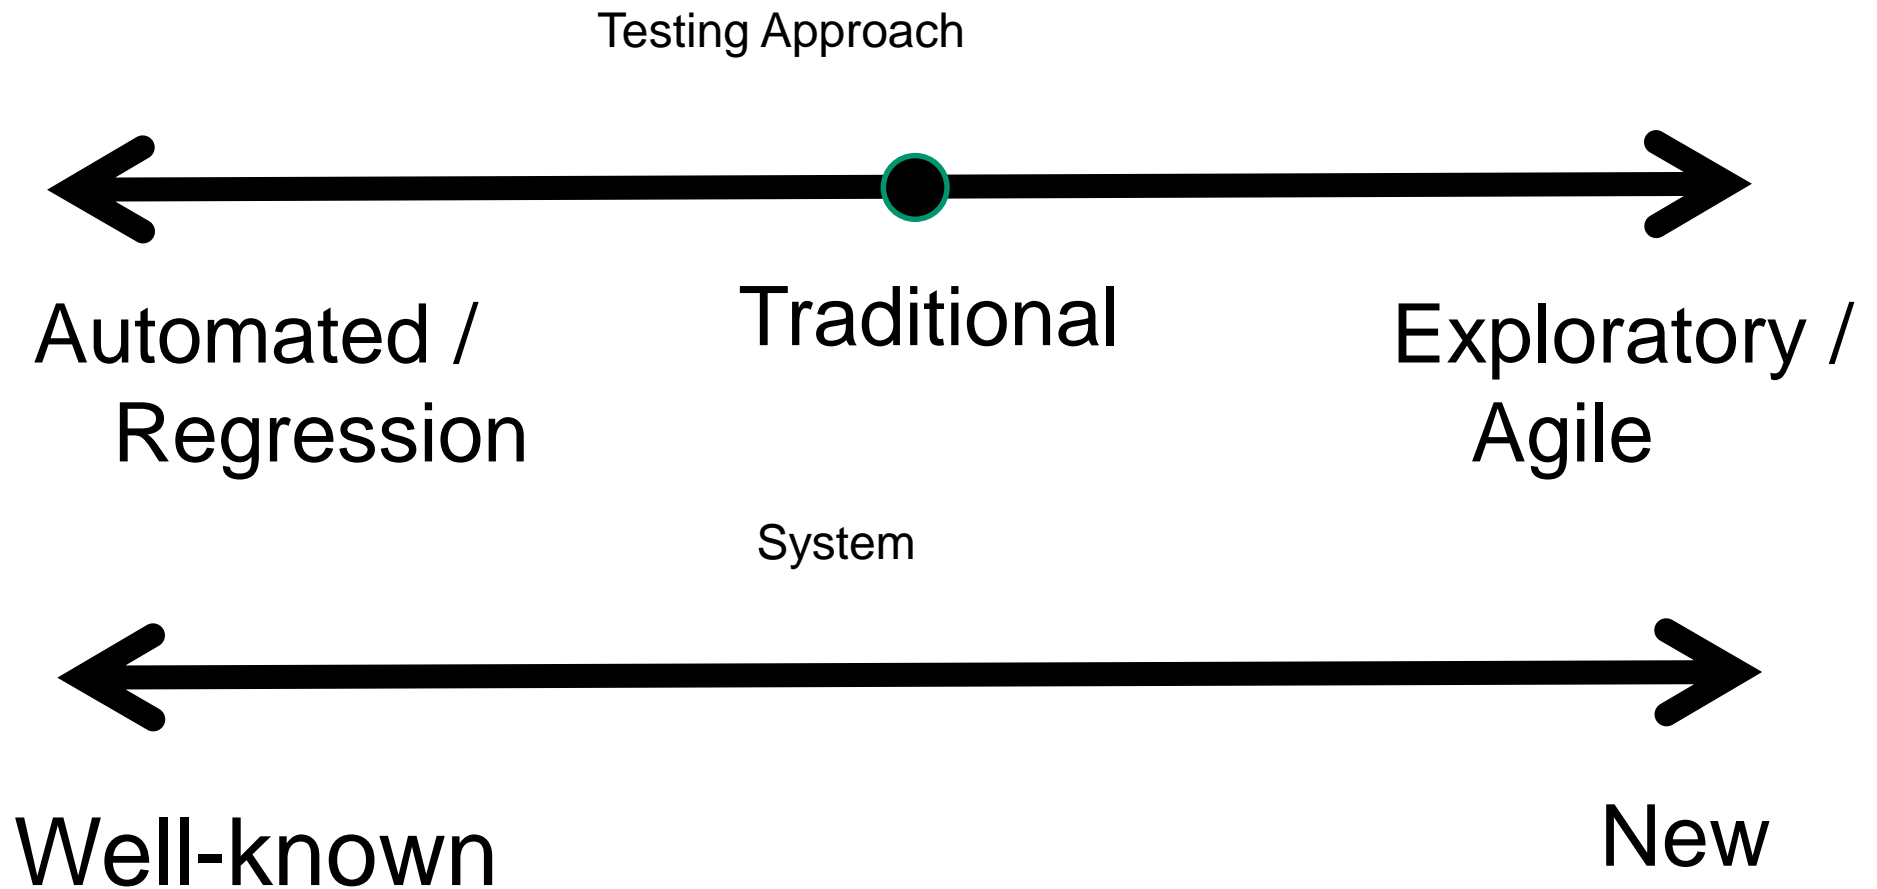 Testing Approach
Traditional
Automated /
Regression
Exploratory /
Agile
System
Well-known
New